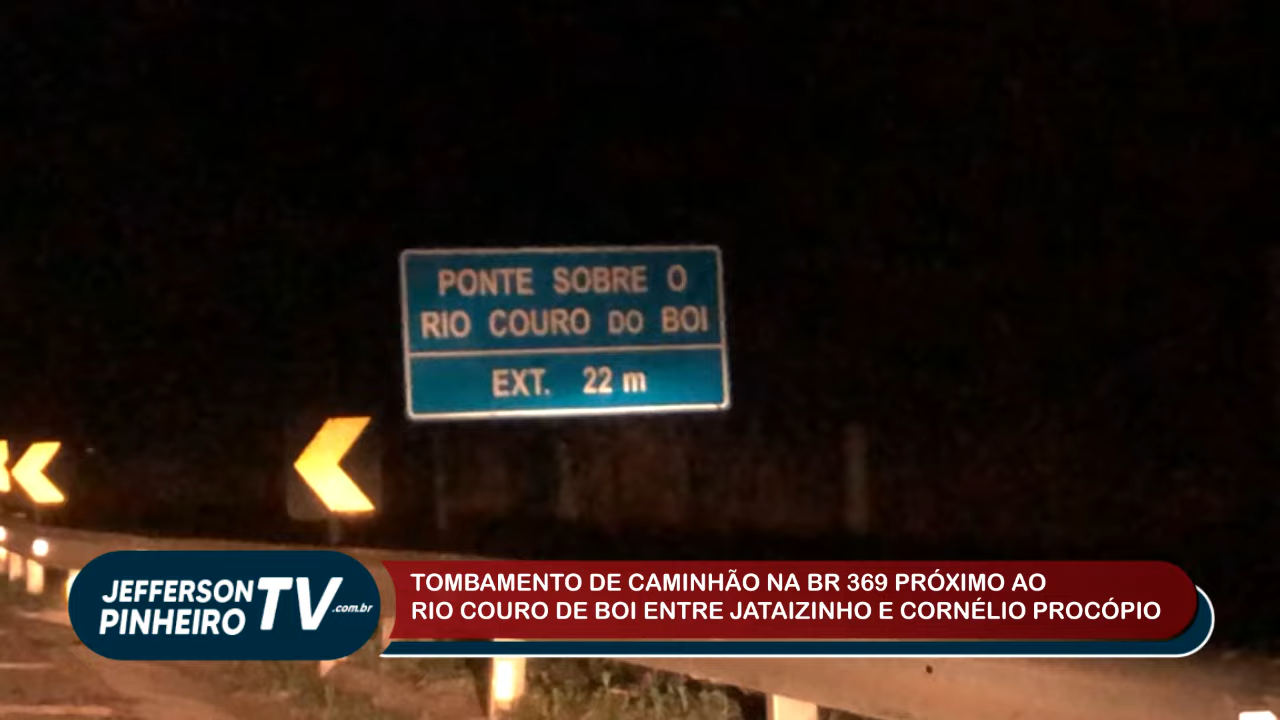 PONTE SOBRE O
RIO COURO DO BOI
EXT. 22 m
JEFFERSON
PINHEIRO
TV.com.br
TOMBAMENTO DE CAMINHÃO NA BR 369 PRÓXIMO AO
RIO COURO DE BOI ENTRE JATAIZINHO E CORNÉLIO PROCÓPIO